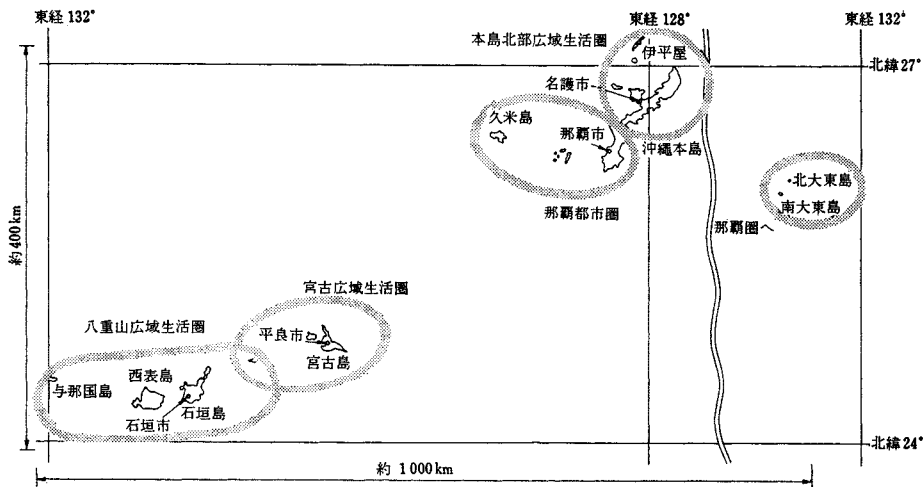 東経 132°
東経 128°
東経 132°
本島北部広域生活圏
伊平屋
北緯27°
名護市
久米島
那覇市
沖縄本島
北大東島
南大東島
那覇都市圏
那覇圏へ
約400km
宮古広域生活圏
八重山広域生活圏
平良市
宮古島
与那国島
西表島
石垣島
石垣市
北緯24°
約 1000km